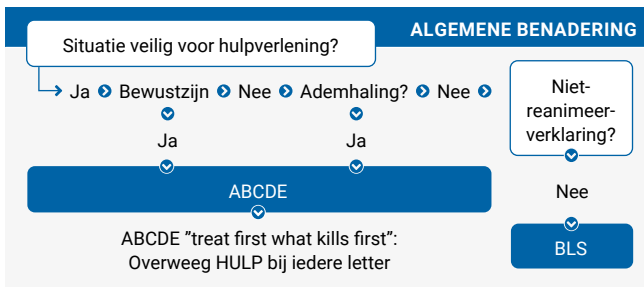 ALGEMENE BENADERING
Situatie veilig voor hulpverlening?
Ja Bewustzijn Nee Ademhaling? Nee
Niet-
reanimeer-
verklaring?
Ja Ja
ABCDE
Nee
ABCDE ”treat first what kills first”:
Overweeg HULP bij iedere letter
BLS